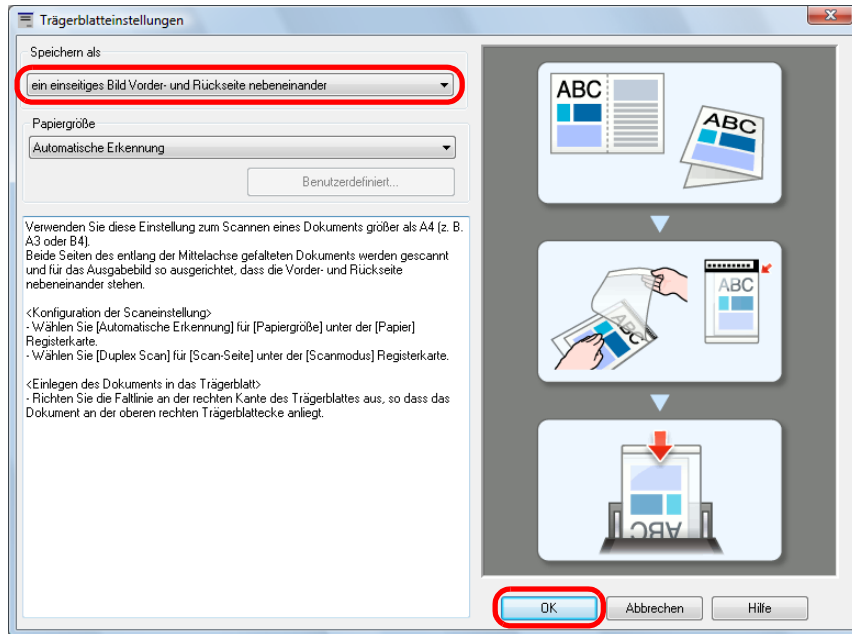 Trägerblatteinstellungen
Speichern als
ein einseitiges Bild Vorder- und Rückseite nebeneinander
Papiergröße
Automatische Erkennung
Benutzerdefiniert...
Verwenden Sie diese Einstellung zum Scannen eines Dokuments größer als A4 (z. B.
A3 oder B4).
Beide Seiten des entlang der Mittelachse gefalteten Dokuments werden gescannt
und für das Ausgabebild so ausgerichtet, dass die Vorder- und Rückseite
nebeneinander stehen.
<Konfiguration der Scaneinstellung>
- Wählen Sie [Automatische Erkennung] für [Papiergröße] unter der [Papier]
Registerkarte.
- Wählen Sie [Duplex Scan] für [Scan-Seite] unter der [Scanmodus] Registerkarte.
<Einlegen des Dokuments in das Trägerblatt>
- Richten Sie die Faltlinie an der rechten Kante des Trägerblattes aus, so dass das
Dokument an der oberen rechten Trägerblattecke anliegt.
ABC
ABC
ABC
ABC
ABC
OK
Abbrechen
Hilfe